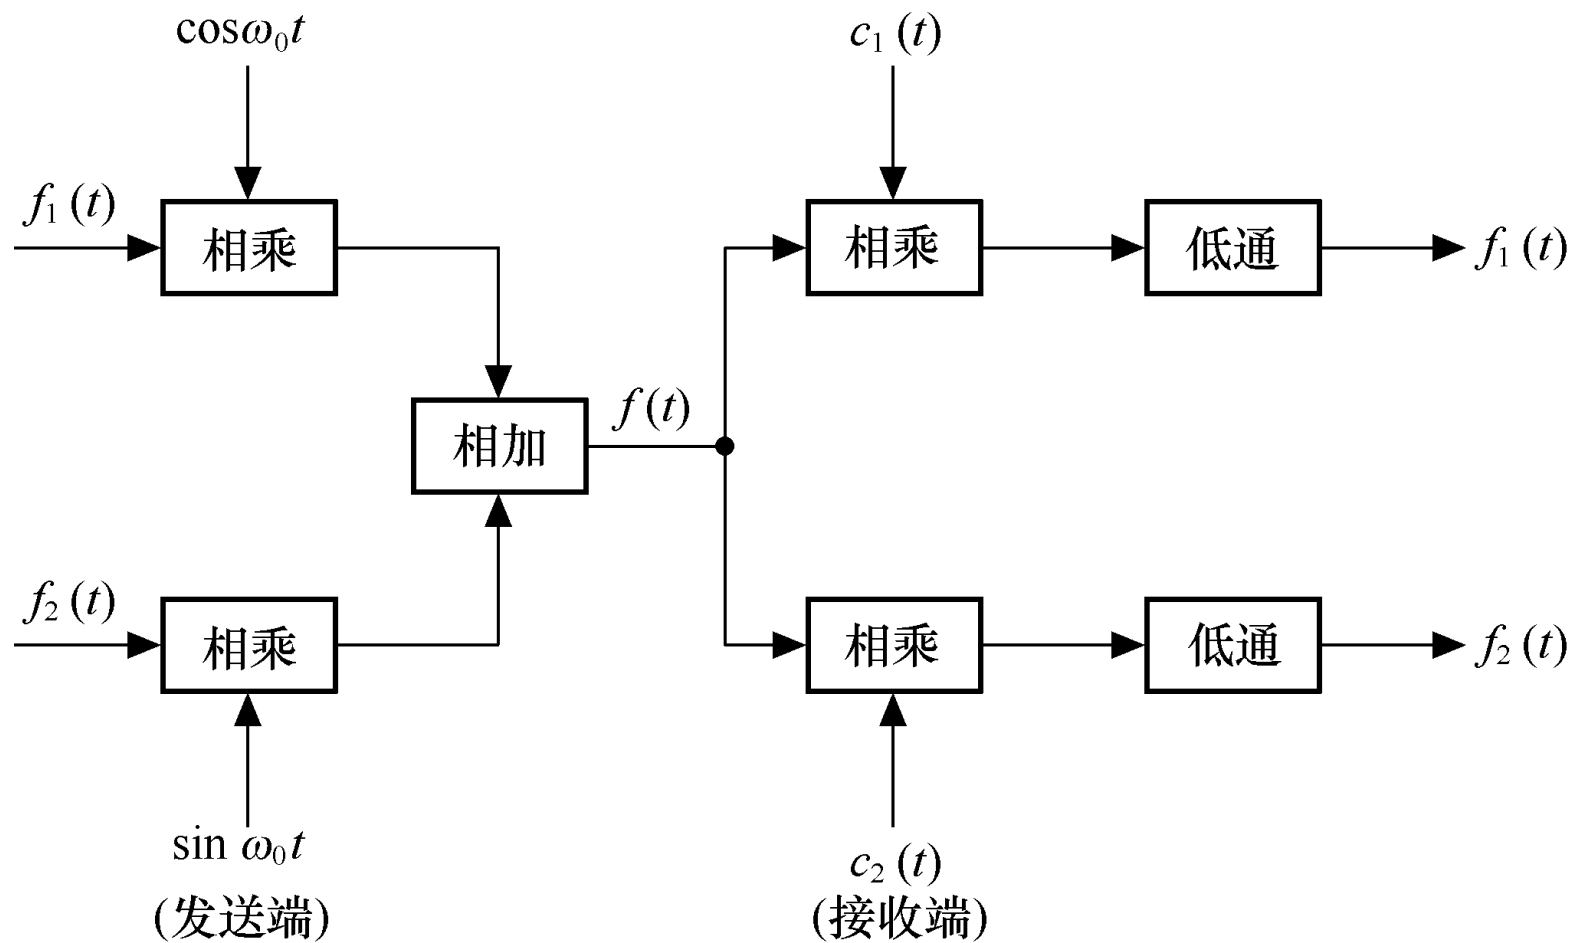 cosω₀t
c₁(t)
f₁(t)
相乘
相乘
低通
f₁(t)
相加
f(t)
f₂(t)
相乘
相乘
低通
f₂(t)
sin ω₀t
c₂(t)
(发送端)
(接收端)